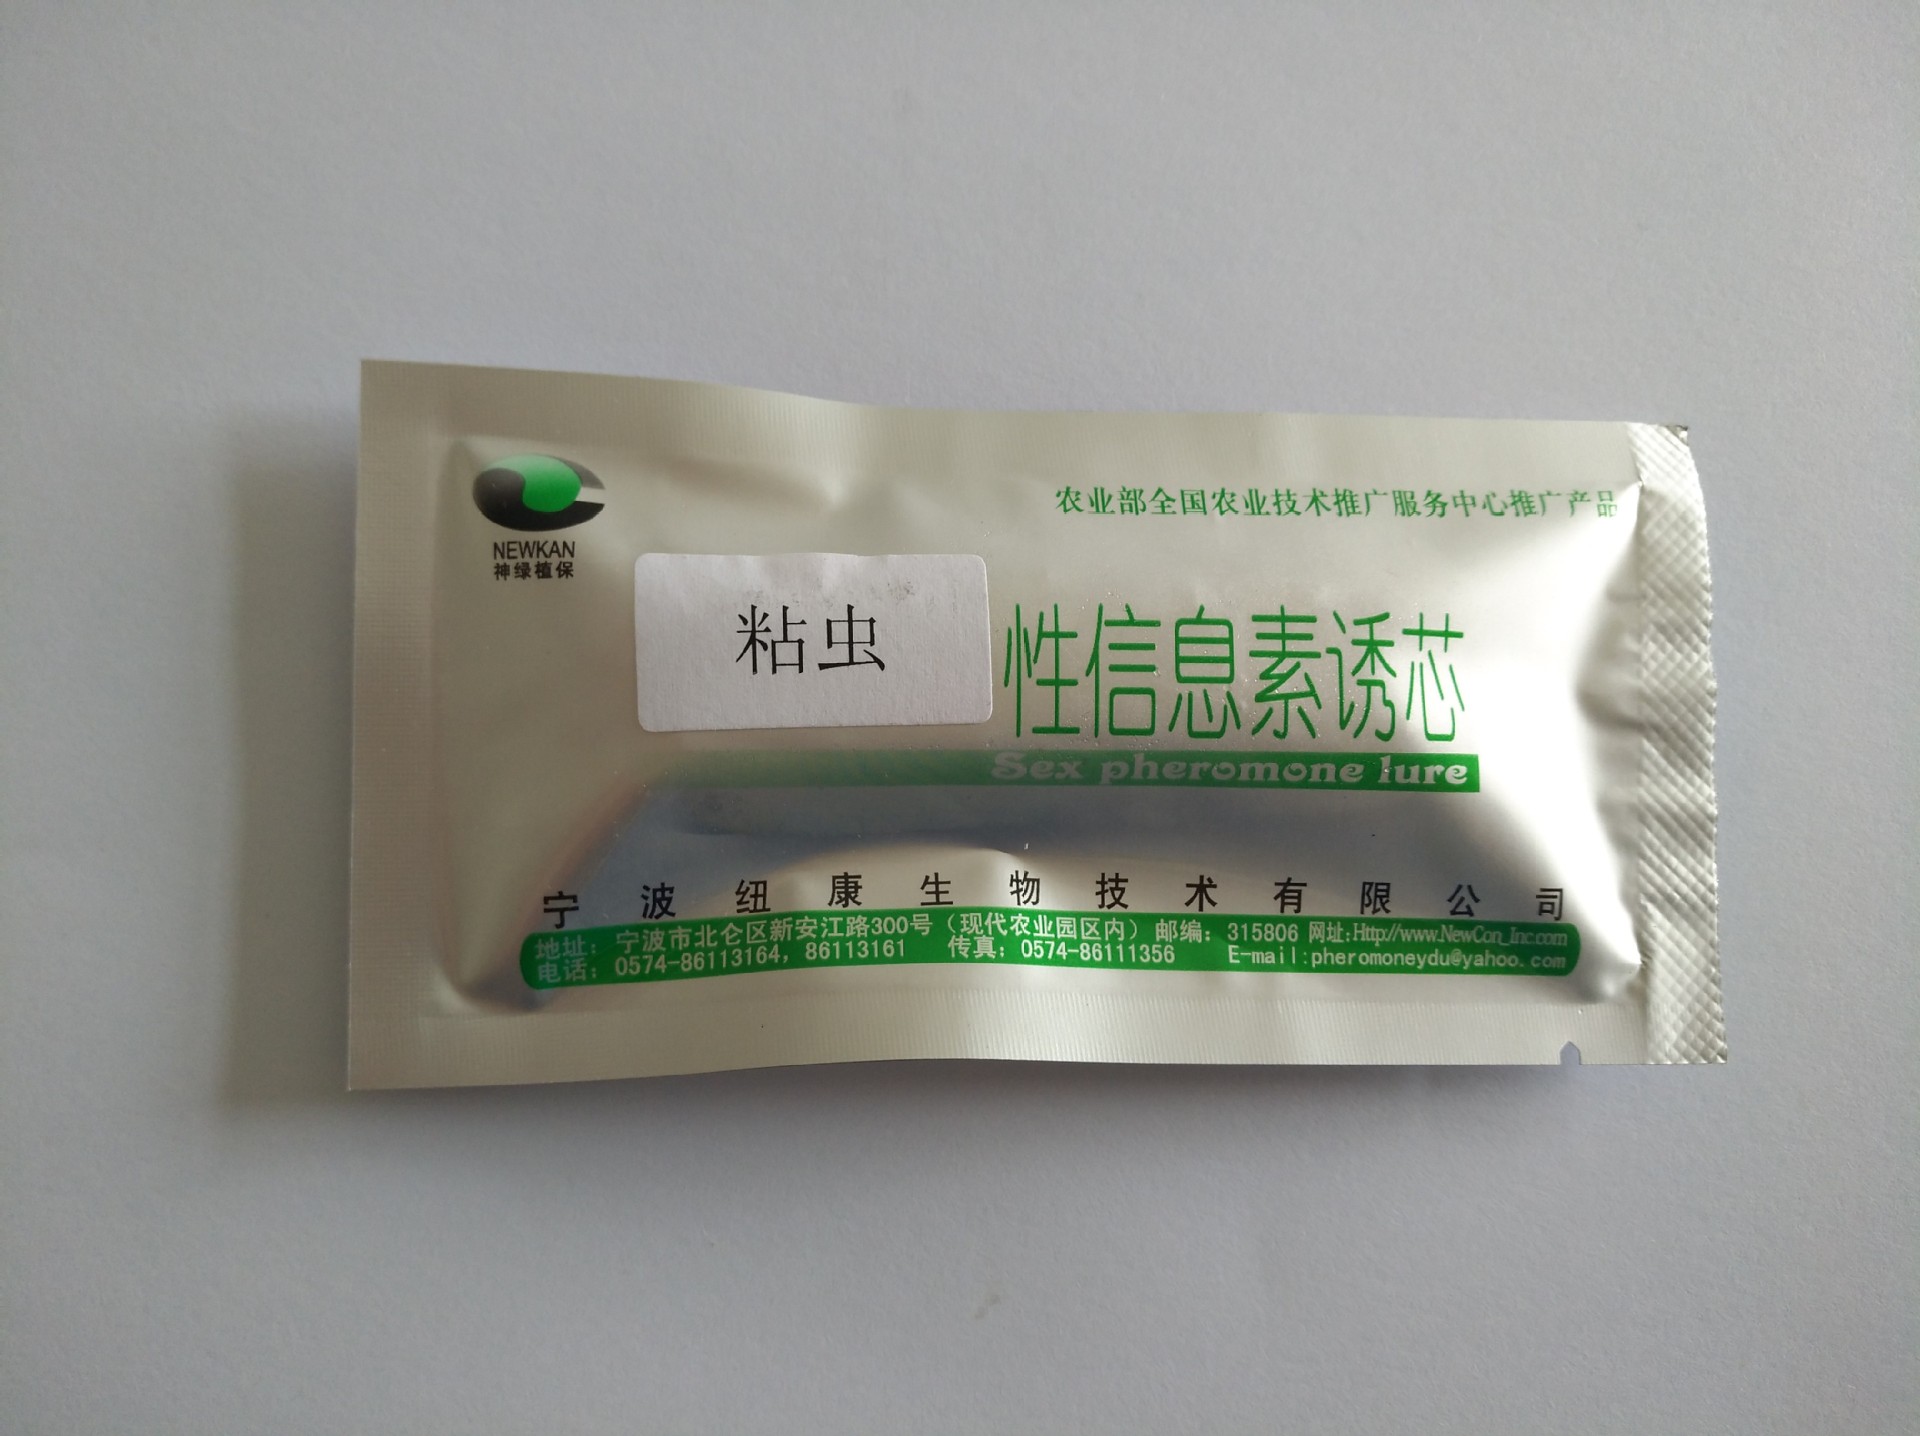 农业部全国农业技术推广服务中心推广产品
NEWKAN
神绿植保
粘虫
性信息素诱芯
Sex pheromone lure
宁波纽康生物技术有限公司
地址：宁波市北仑区新安江路300号（现代农业园区内）邮编：315806 网址:Http://www.NewCon_Inc.com
电话：0574-86113164，86113161 传真：0574-86111356 E-mail:pheromoneydu@yahoo.com